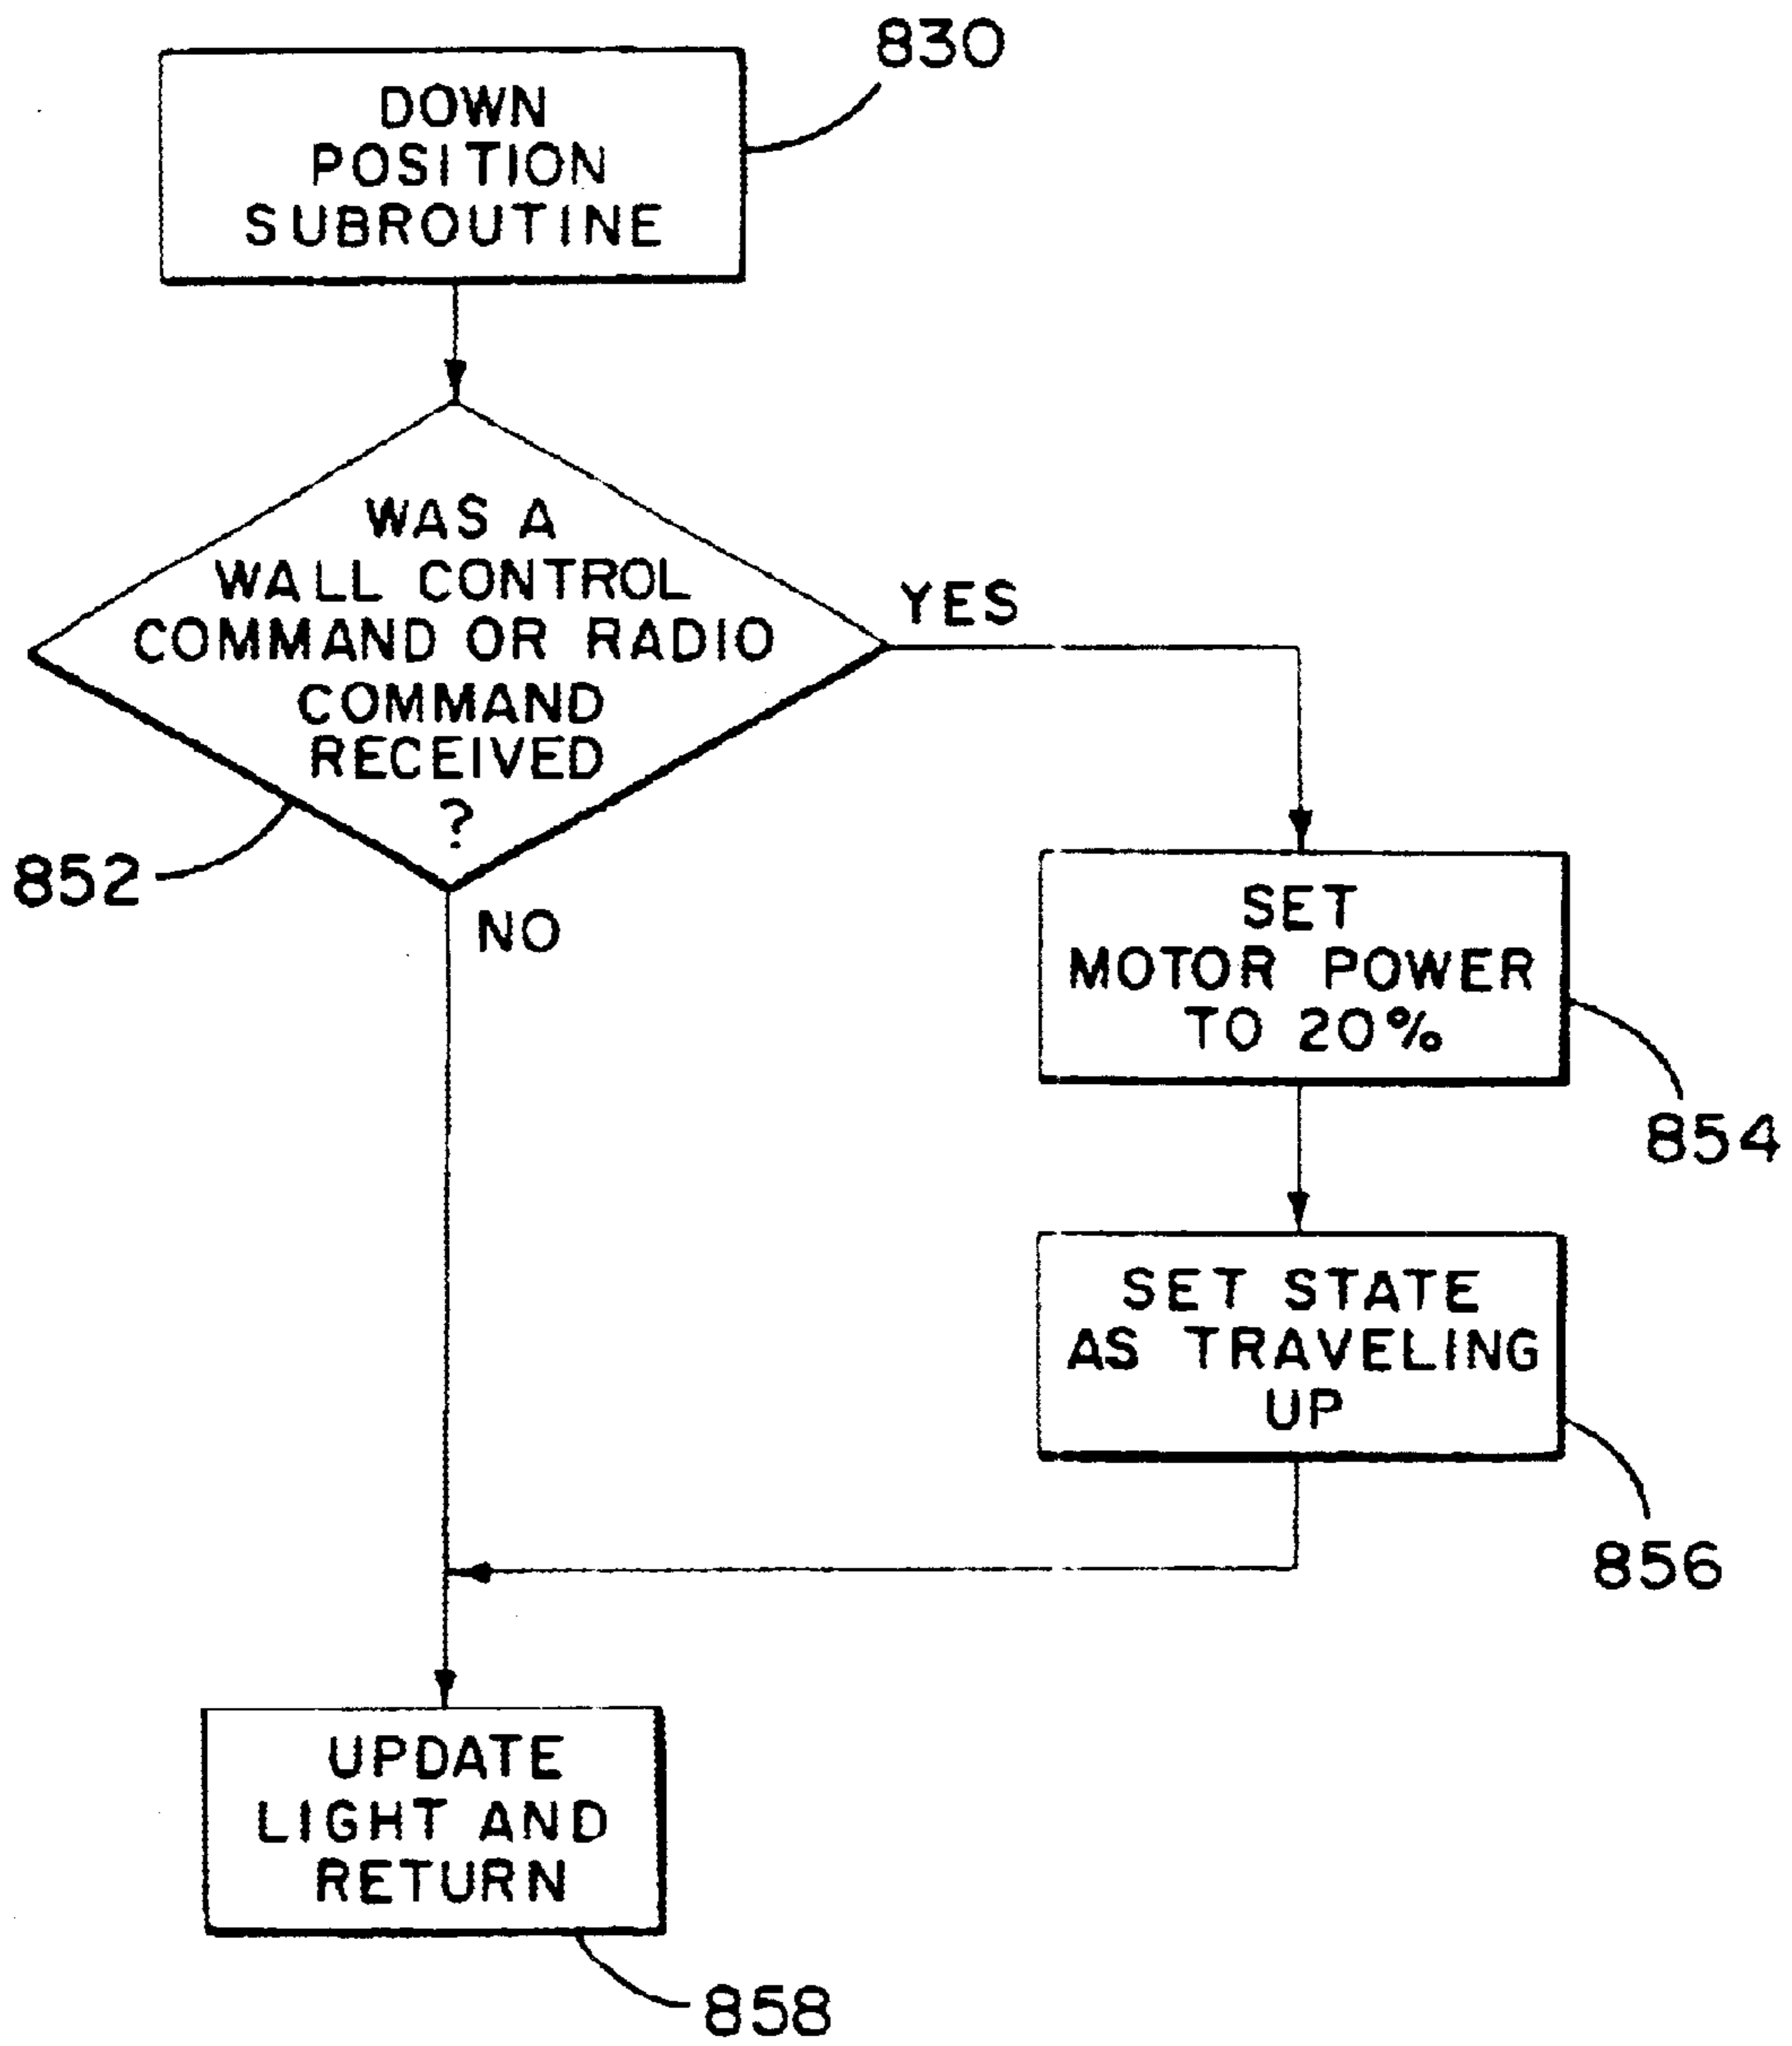 830
DOWN
POSITION
SUBROUTINE
WAS A
WALL CONTROL
COMMAND OR RADIO
COMMAND
RECEIVED
?
YES
852
NO
SET
MOTOR POWER
TO 20%
854
SET STATE
AS TRAVELING
UP
856
UPDATE
LIGHT AND
RETURN
858